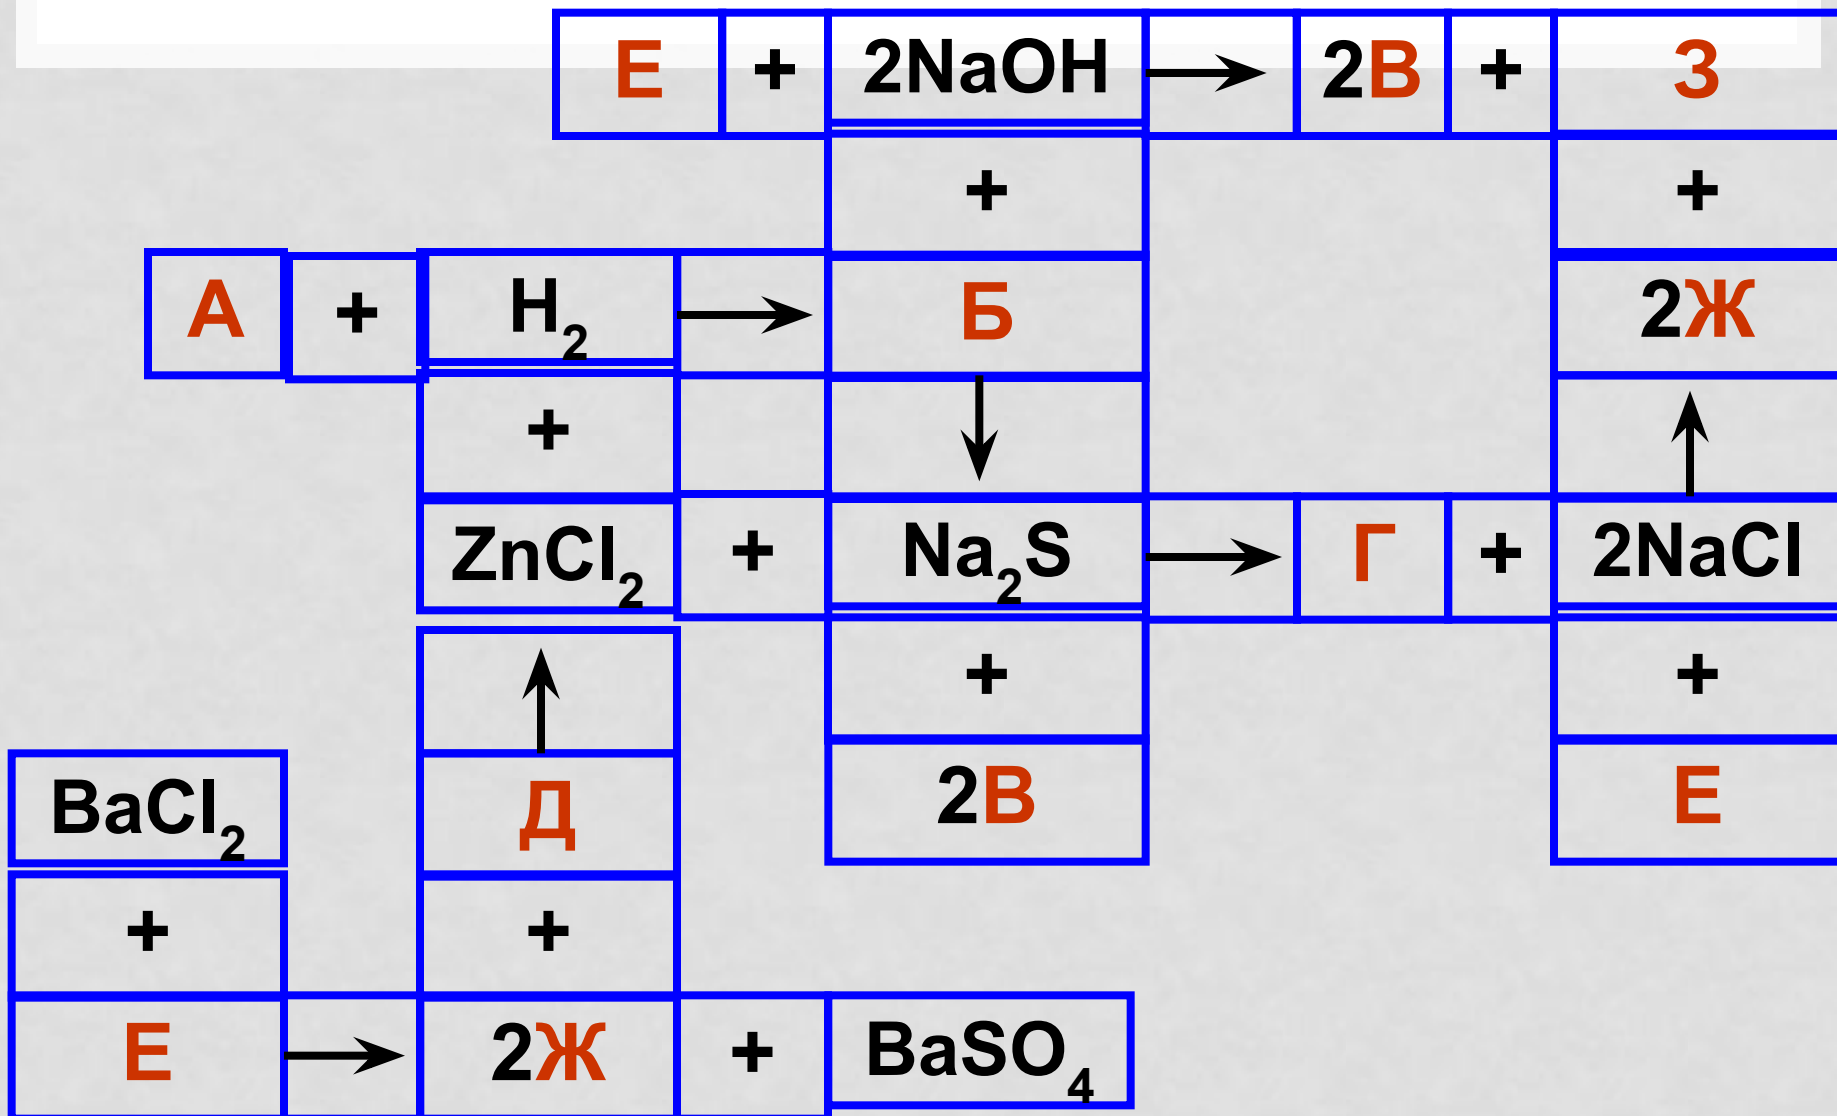 Е + 2NaOH → 2В + З
+ +
А + H₂ → Б 2Ж
+ ↓ ↑
ZnCl₂ + Na₂S → Г + 2NaCl
↑ + +
BaCl₂ Д 2В Е
+ +
Е → 2Ж + BaSO₄